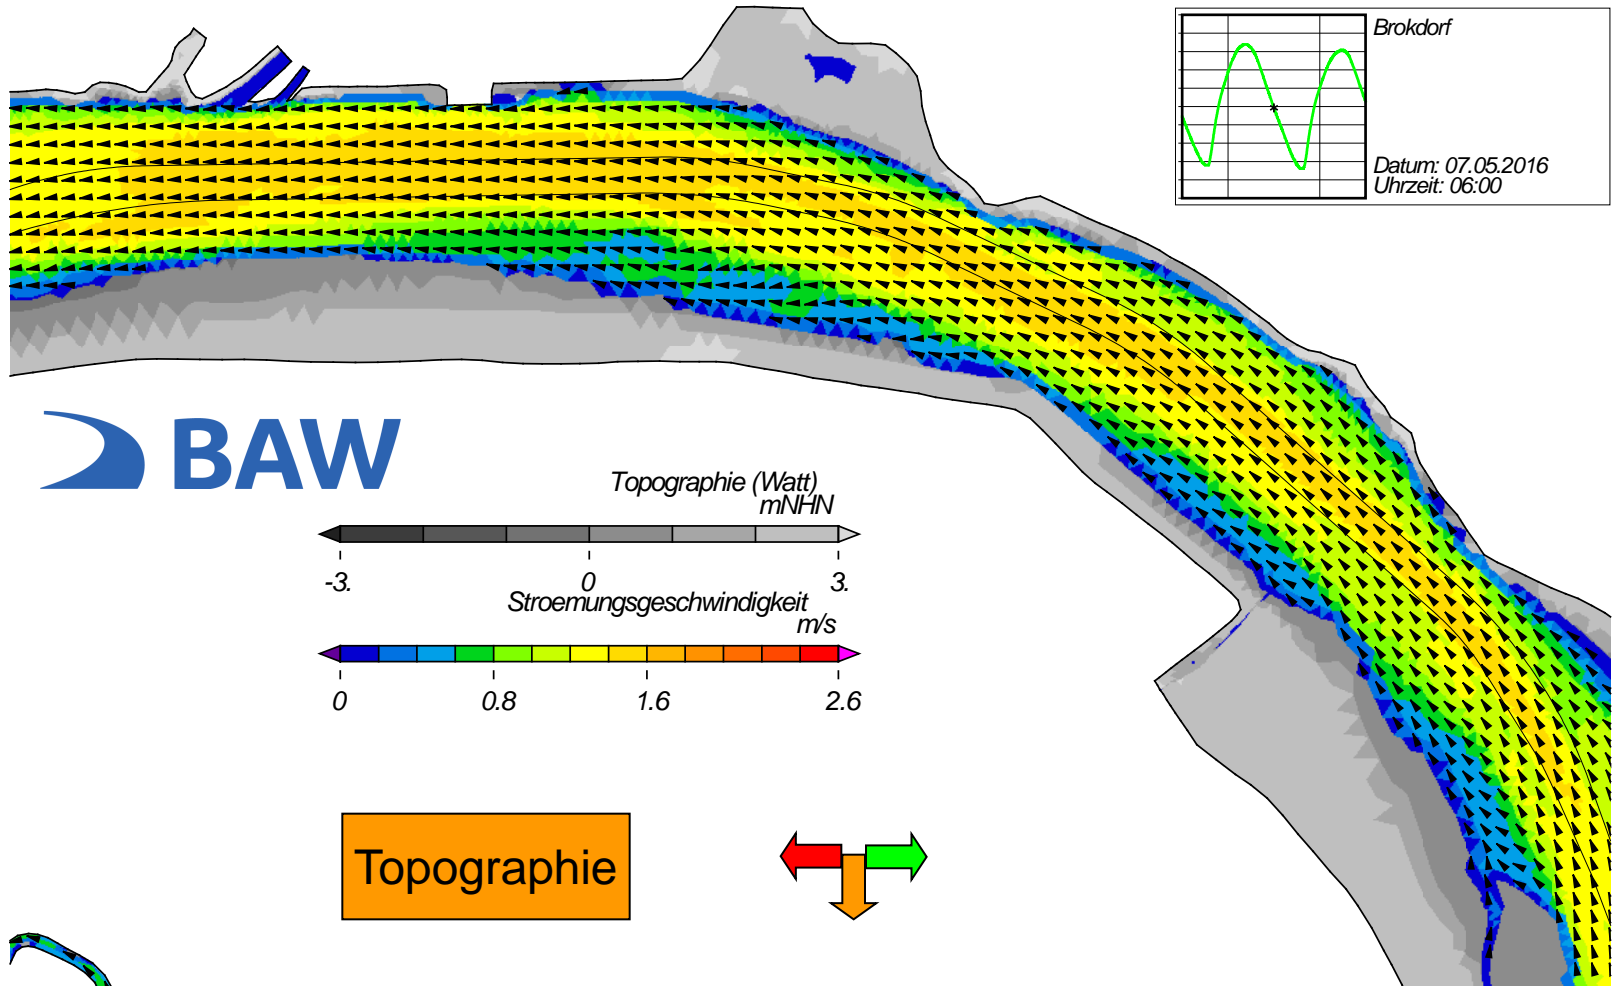 Brokdorf
Datum: 07.05.2016
Uhrzeit: 06:00
BAW
Topographie (Watt)
mNHN
-3. 0 3.
Stroemungsgeschwindigkeit
m/s
0 0.8 1.6 2.6
Topographie